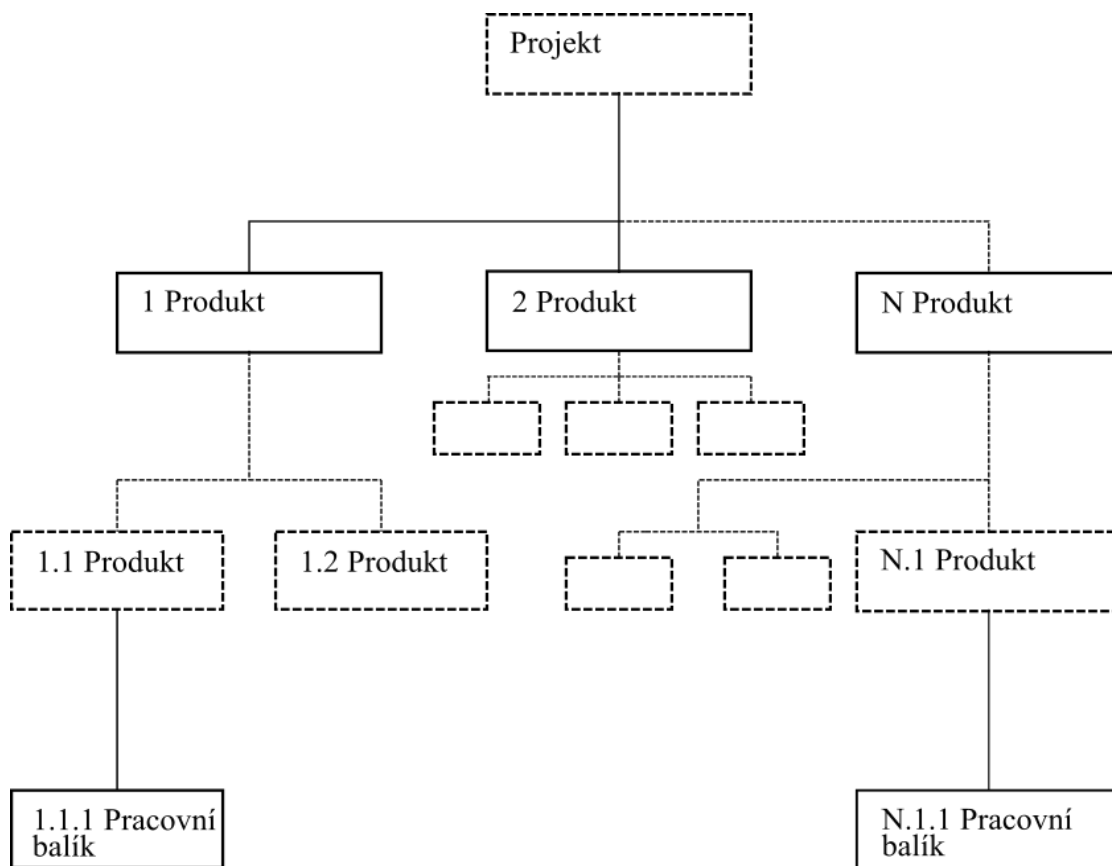 Projekt
1 Produkt
2 Produkt
N Produkt
1.1 Produkt
1.2 Produkt
N.1 Produkt
1.1.1 Pracovní
balík
N.1.1 Pracovní
balík